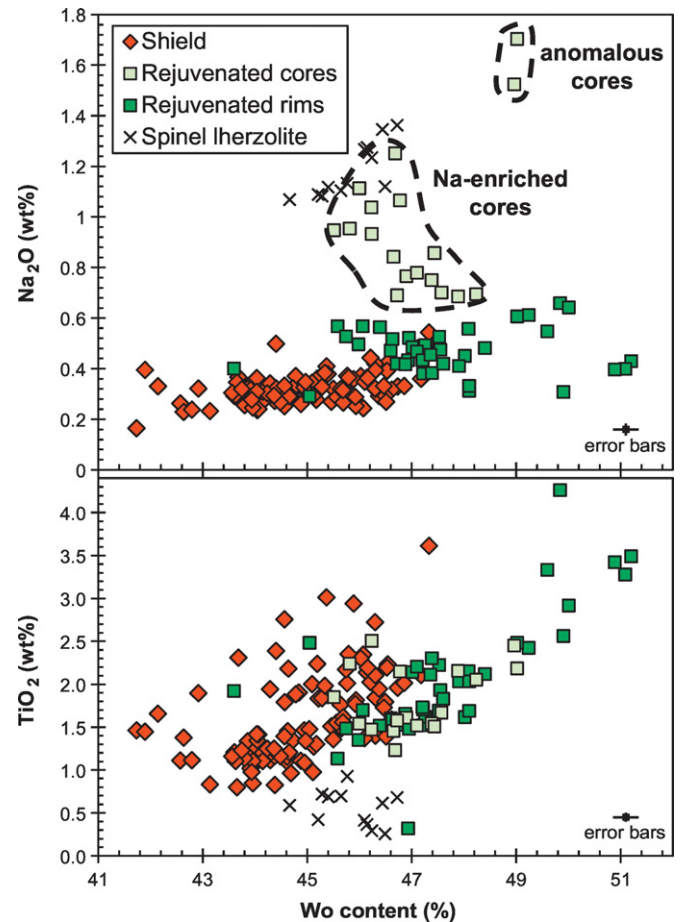 1.8
Shield
Rejuvenated cores
Rejuvenated rims
Spinel lherzolite
anomalous
cores
1.6
1.4
1.2
Na-enriched
cores
1
0.8
0.6
0.4
0.2
0
Na₂O (wt%)
error bars
4.0
3.5
3.0
2.5
2.0
1.5
1.0
0.5
0.0
TiO₂ (wt%)
error bars
41 43 45 47 49 51
Wo content (%)